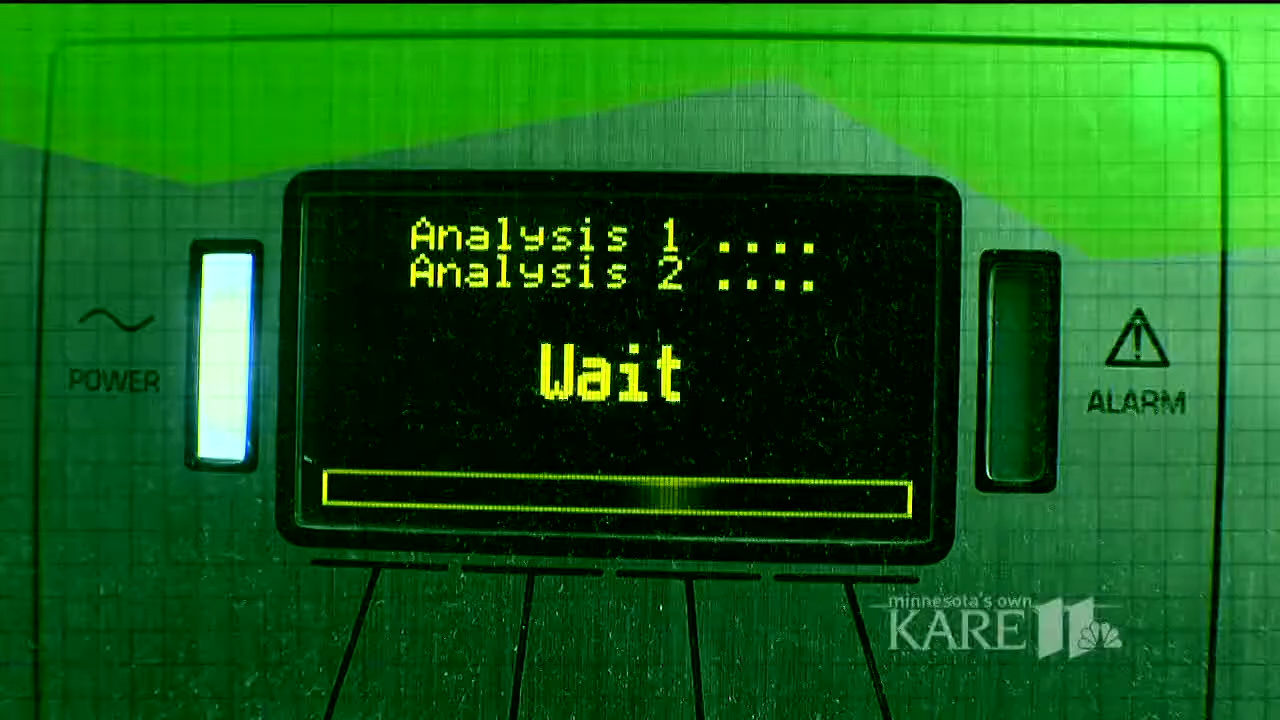 Analysis 1 ....
Analysis 2 ....
Wait
POWER
ALARM
minnesota's own
KARE 11